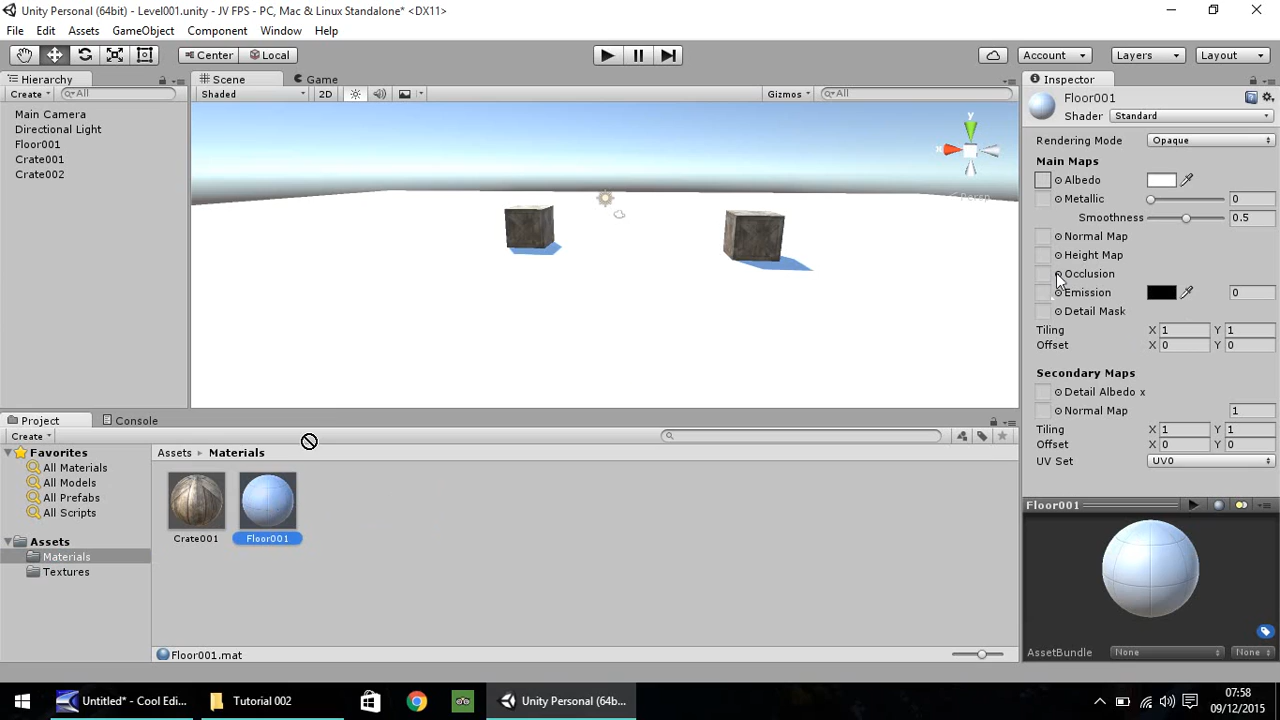 Unity Personal (64bit) - Level001.unity - JV FPS - PC, Mac & Linux Standalone* <DX11>
File Edit Assets GameObject Component Window Help
Center Local Account Layers Layout
Hierarchy Scene Game Inspector
Create All Shaded 2D Gizmos All
Floor001
Shader Standard
Main Camera
Directional Light
Floor001
Crate001
Crate002
y
x
Persp
Rendering Mode Opaque
Main Maps
Albedo
Metallic 0
Smoothness 0.5
Normal Map
Height Map
Occlusion
Emission 0
Detail Mask
Tiling X 1 Y 1
Offset X 0 Y 0
Secondary Maps
Detail Albedo x
Normal Map 1
Tiling X 1 Y 1
Offset X 0 Y 0
UV Set UV0
Project Console
Create
Favorites
All Materials
All Models
All Prefabs
All Scripts
Assets
Materials
Textures
Assets Materials
Crate001 Floor001
Floor001.mat
Floor001
AssetBundle None None
Untitled* - Cool Edi... Tutorial 002 Unity Personal (64b...
07:58
09/12/2015